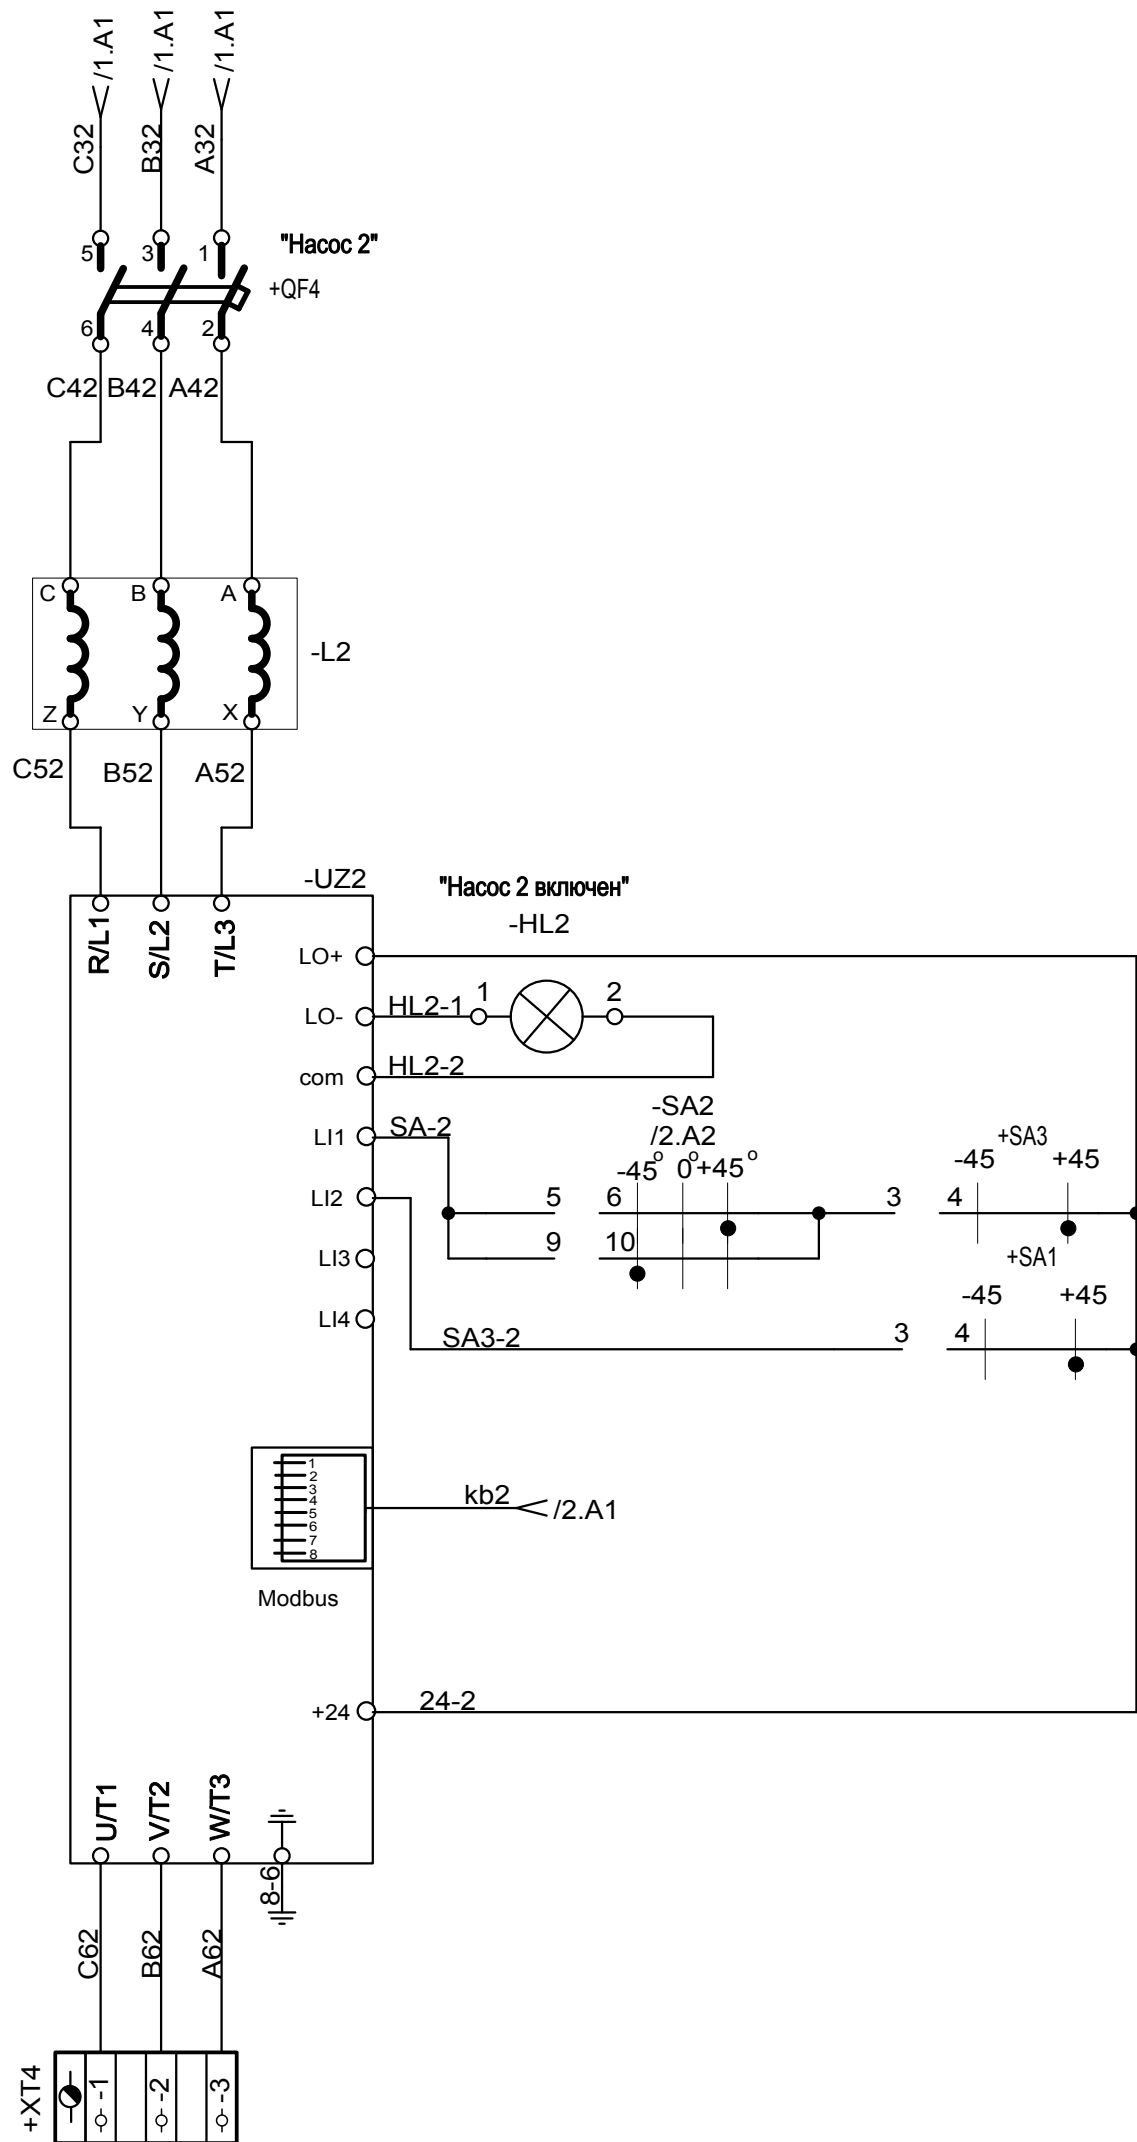 /1.A1 /1.A1 /1.A1
C32 B32 A32
"Насос 2"
5 3 1
+QF4
6 4 2
C42 B42 A42
C B A
-L2
Z Y X
C52 B52 A52
-UZ2
"Насос 2 включен"
-HL2
R/L1 S/L2 T/L3
LO+
LO- HL2-1 1 2
com HL2-2
-SA2
/2.A2
LI1 SA-2
-45° 0° +45°
+SA3
-45 +45
LI2 5 6 3 4
LI3 9 10
+SA1
-45 +45
LI4
SA3-2 3 4
1
2
3
4
5
6
7
8
kb2 /2.A1
Modbus
+24 24-2
U/T1 V/T2 W/T3
8-6
C62 B62 A62
+XT4 -1 -2 -3